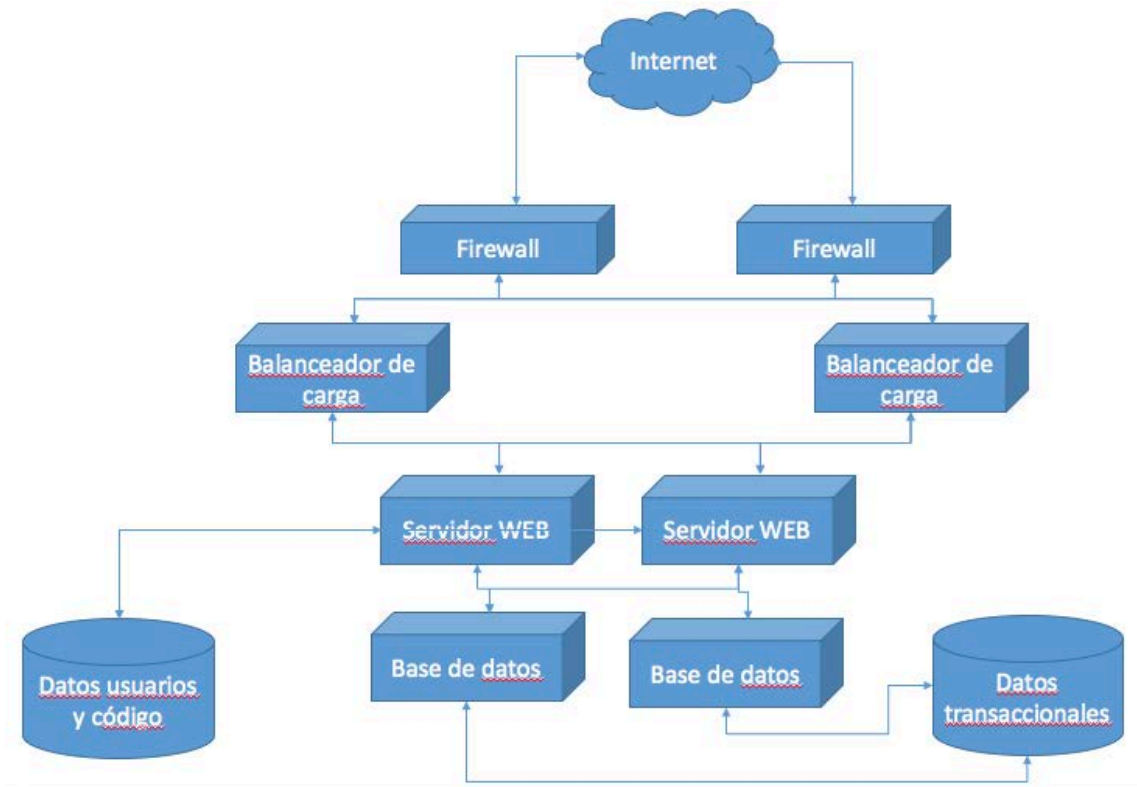 Internet
Firewall
Firewall
Balanceador de
carga
Balanceador de
carga
Servidor WEB
Servidor WEB
Base de datos
Base de datos
Datos usuarios
y código
Datos
transaccionales